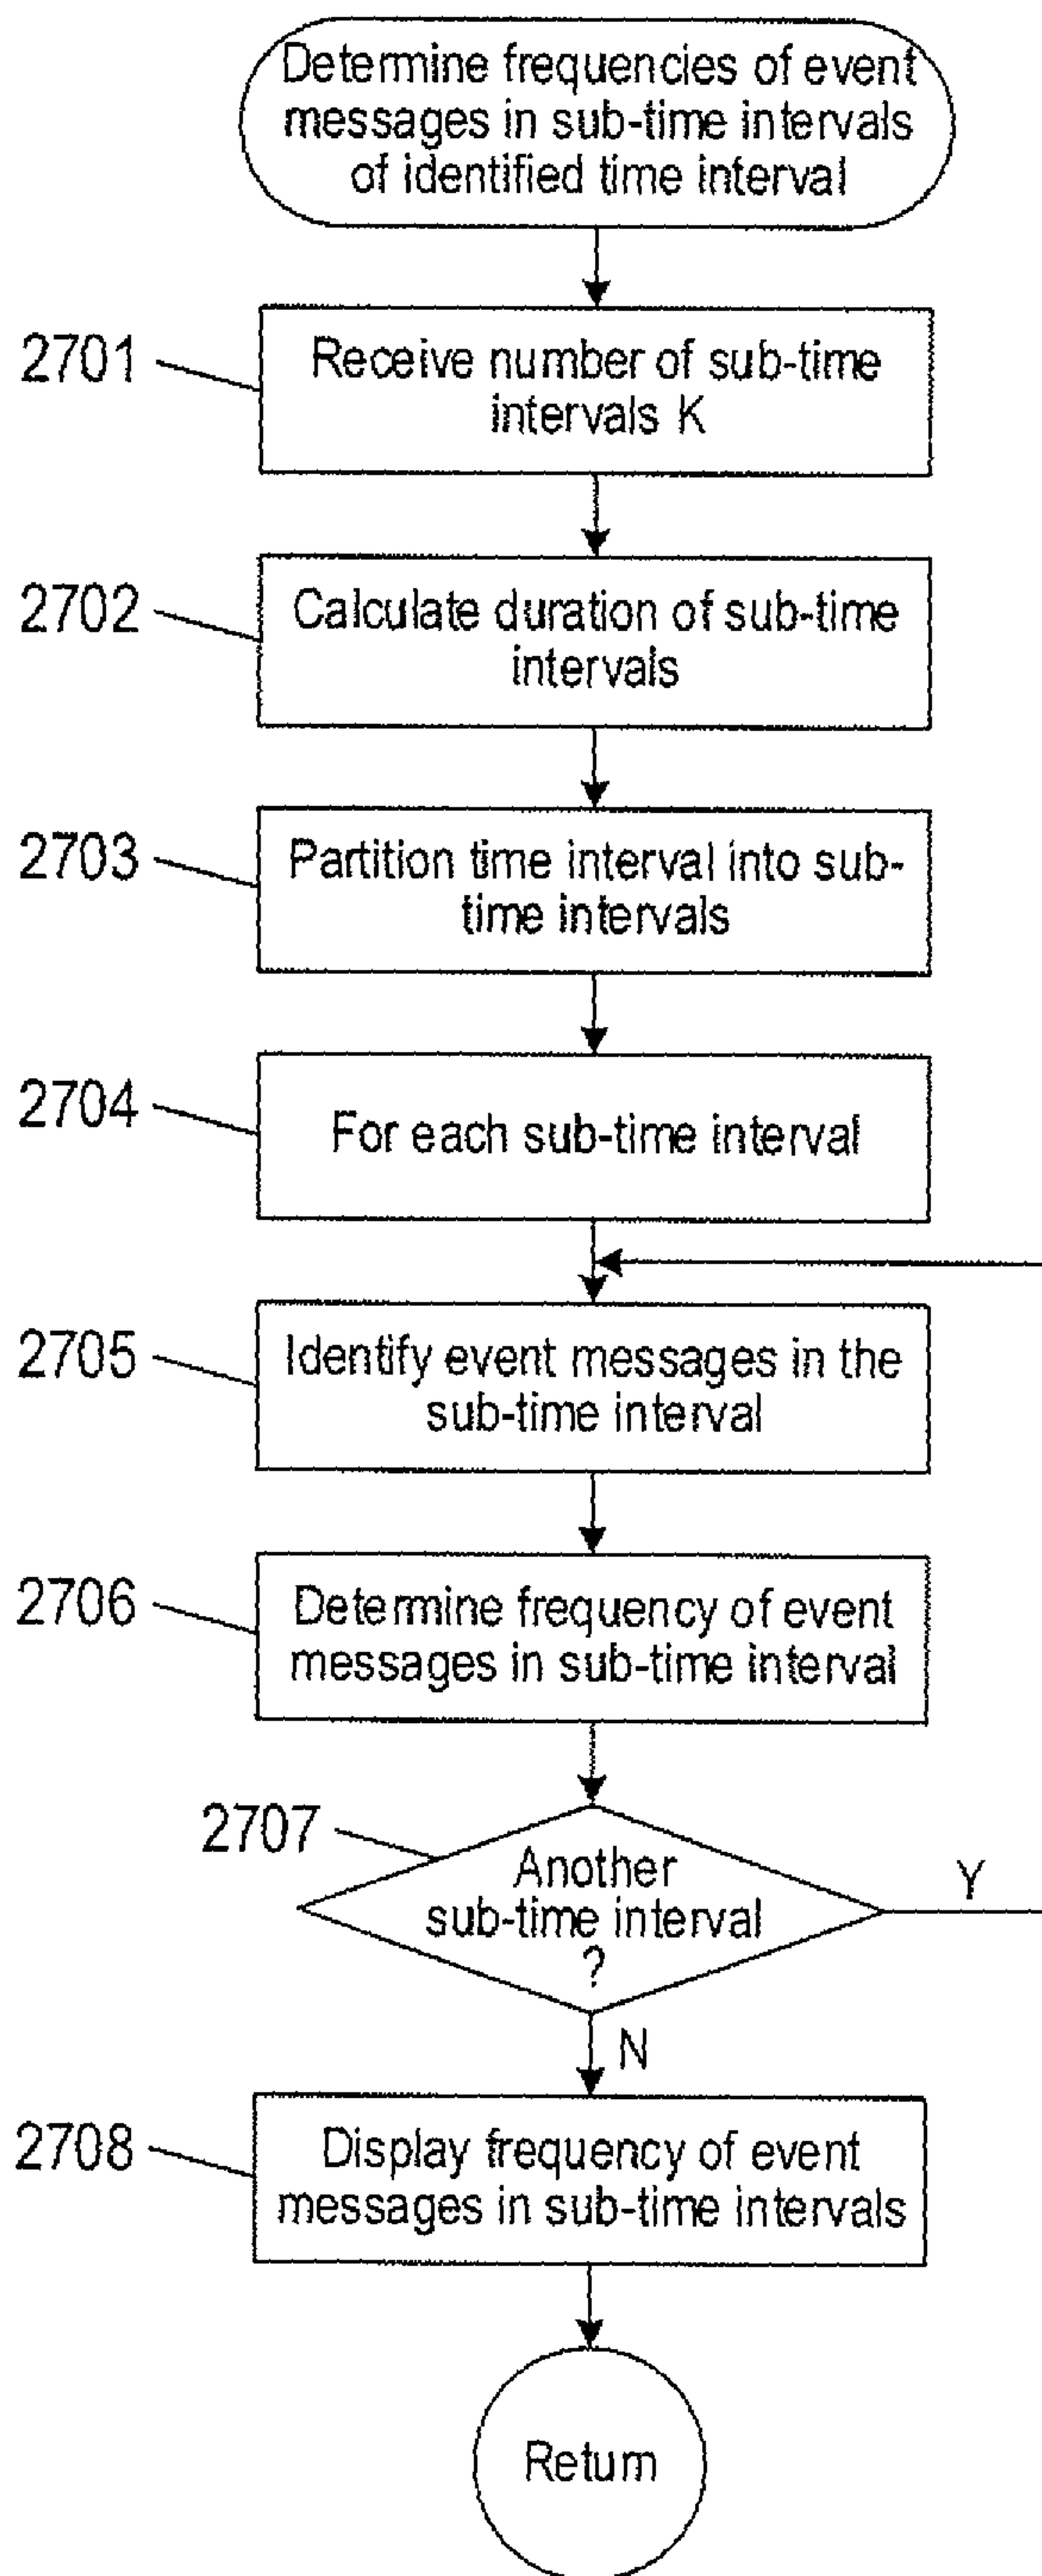 Determine frequencies of event
messages in sub-time intervals
of identified time interval
2701
Receive number of sub-time
intervals K
2702
Calculate duration of sub-time
intervals
2703
Partition time interval into sub-
time intervals
2704
For each sub-time interval
2705
Identify event messages in the
sub-time interval
2706
Determine frequency of event
messages in sub-time interval
2707
Another
sub-time interval
?
Y
N
2708
Display frequency of event
messages in sub-time intervals
Return